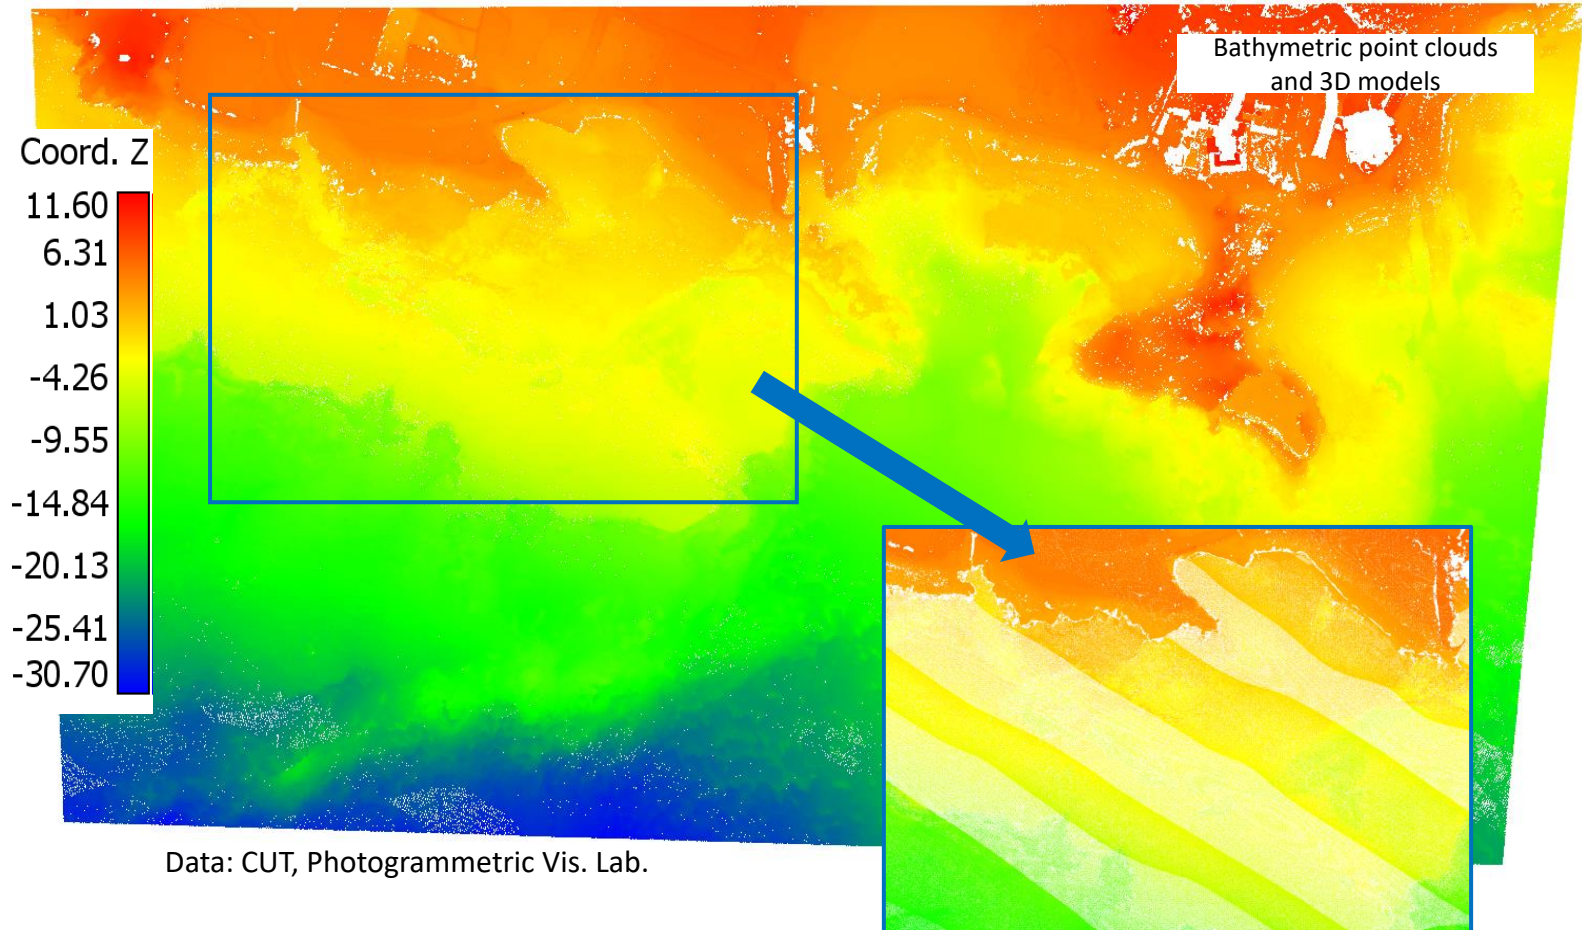 Bathymetric point clouds
and 3D models
Coord. Z
11.60
6.31
1.03
-4.26
-9.55
-14.84
-20.13
-25.41
-30.70
Data: CUT, Photogrammetric Vis. Lab.